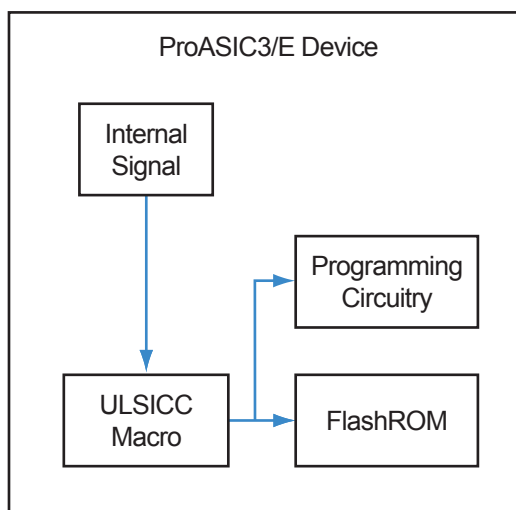 ProASIC3/E Device
Internal
Signal
Programming
Circuitry
ULSICC
Macro
FlashROM